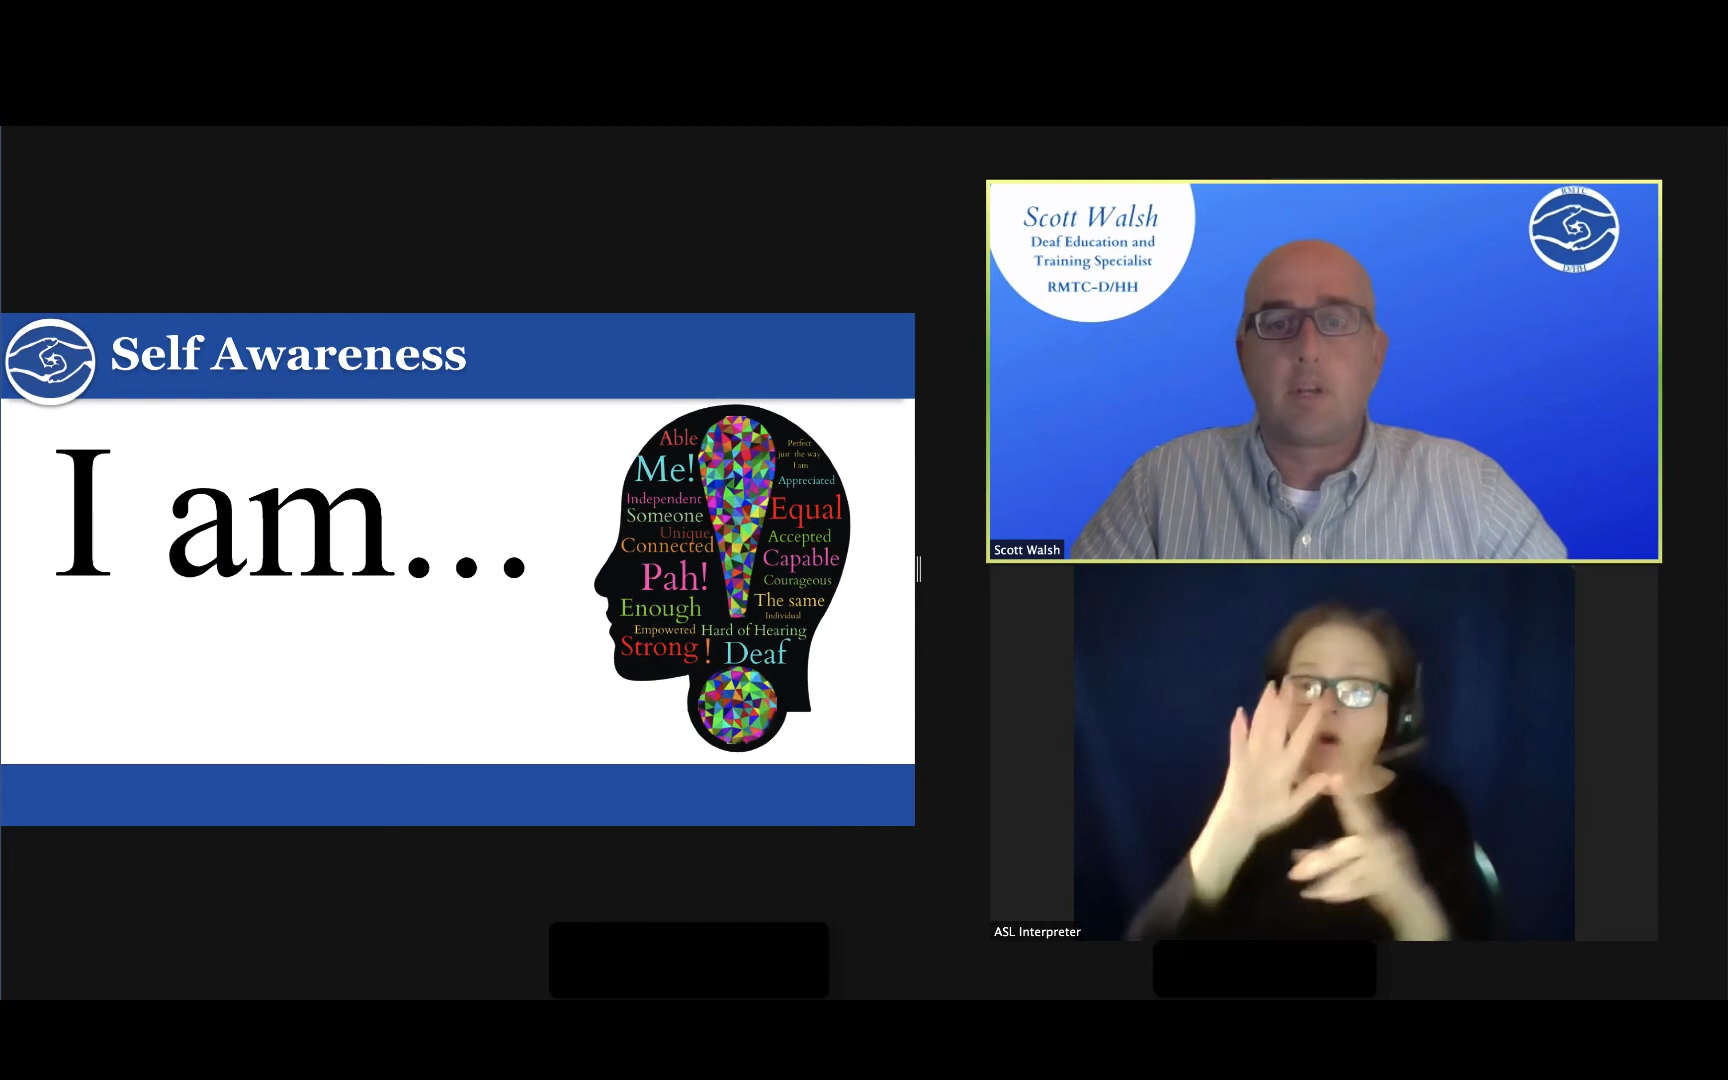 Self Awareness
I am...
Able
Me!
Independent
Someone
Unique
Connected
Pah!
Enough
Empowered
Strong !
Perfect
just the way
I am
Appreciated
Equal
Accepted
Capable
Courageous
The same
Individual
Hard of Hearing
Deaf
Scott Walsh
Deaf Education and
Training Specialist
RMTC-D/HH
RMTC
D/HH
Scott Walsh
ASL Interpreter